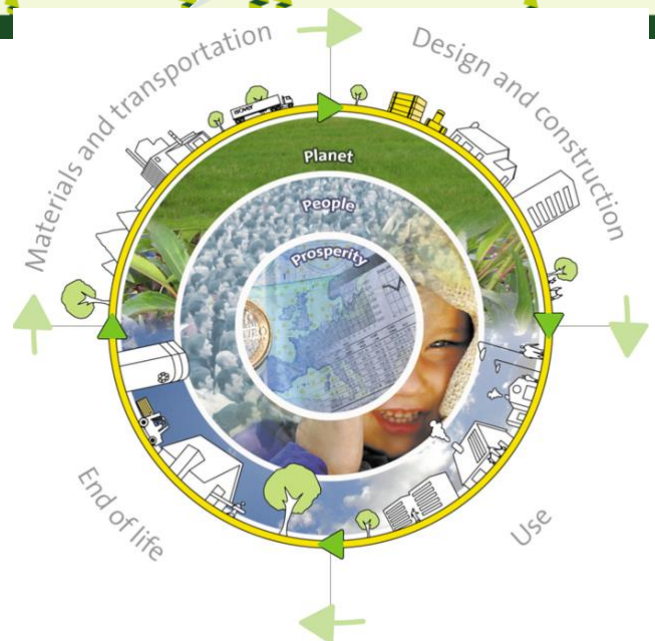 Materials and transportation
Design and construction
Planet
People
Prosperity
End of life
Use